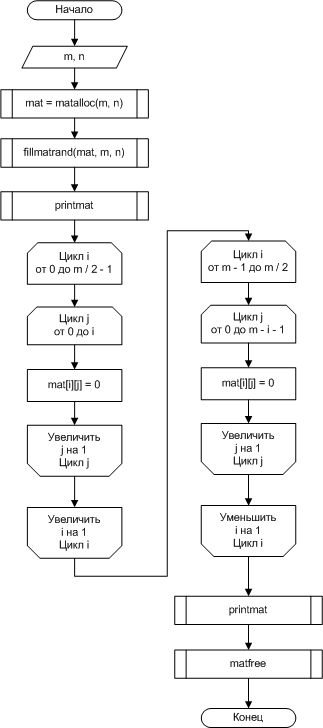 Начало
m, n
mat = matalloc(m, n)
fillmatrand(mat, m, n)
printmat
Цикл i
от 0 до m / 2 - 1
Цикл j
от 0 до i
mat[i][j] = 0
Увеличить
j на 1
Цикл j
Увеличить
i на 1
Цикл i
Цикл i
от m - 1 до m / 2
Цикл j
от 0 до m - i - 1
mat[i][j] = 0
Увеличить
j на 1
Цикл j
Уменьшить
i на 1
Цикл i
printmat
matfree
Конец